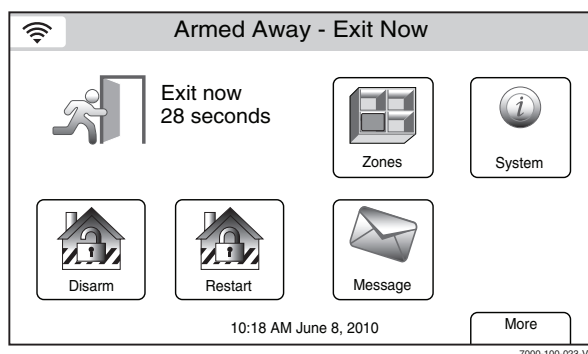 Armed Away - Exit Now
Exit now
28 seconds
Zones
System
Disarm
Restart
Message
10:18 AM June 8, 2010
More